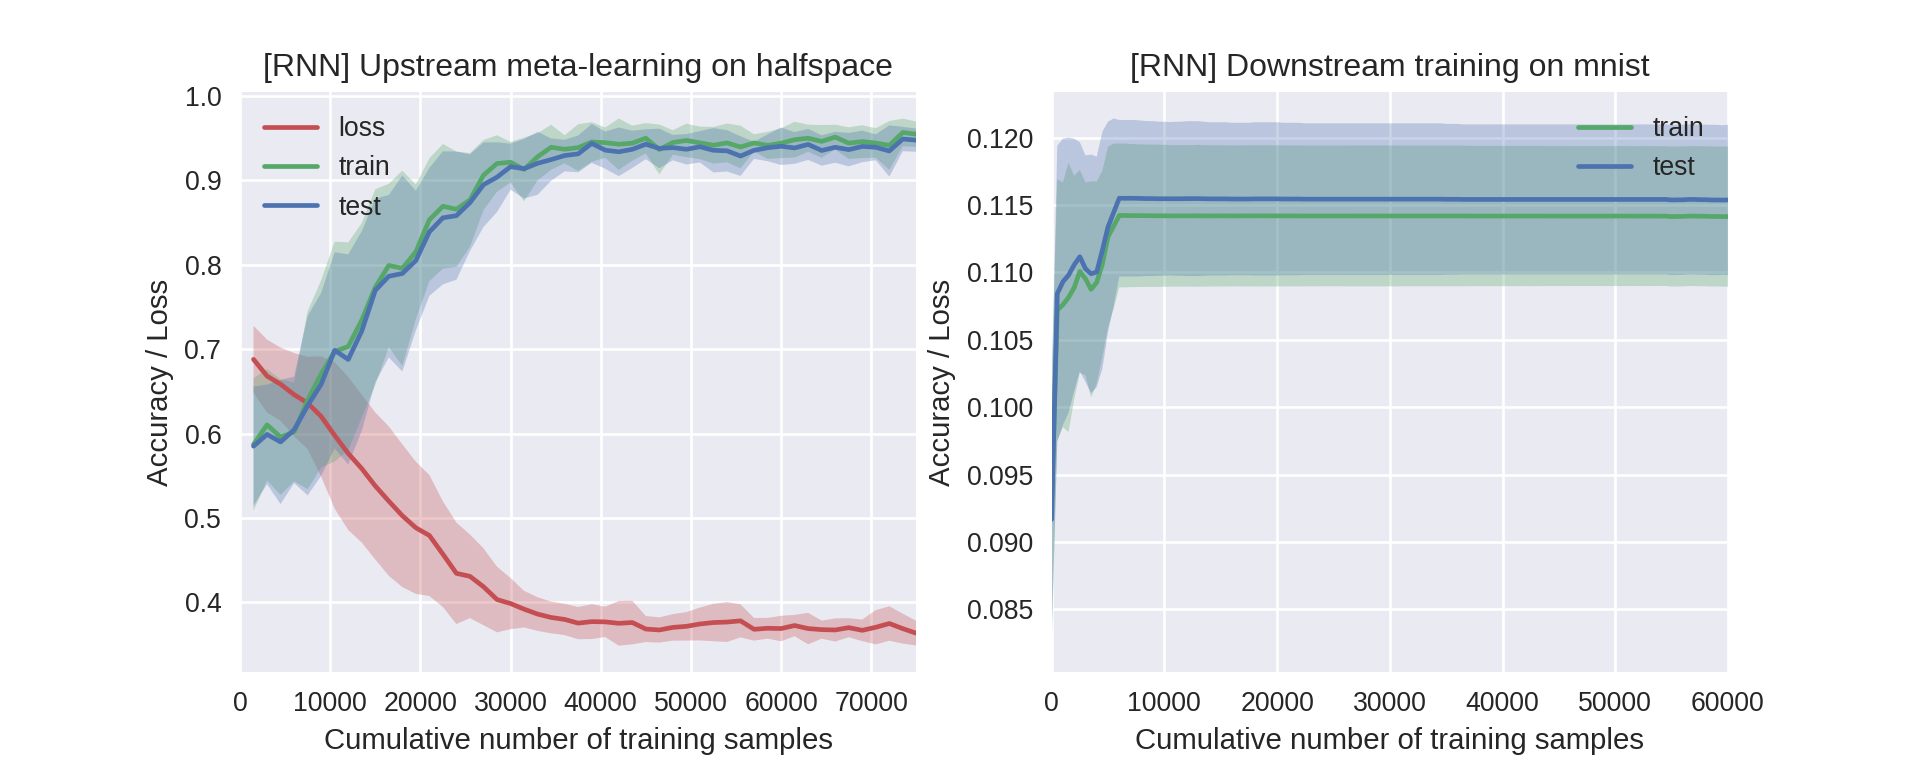 [RNN] Upstream meta-learning on halfspace
1.0
0.9
0.8
0.7
0.6
0.5
0.4
Accuracy / Loss
loss
train
test
0 10000 20000 30000 40000 50000 60000 70000
Cumulative number of training samples
[RNN] Downstream training on mnist
0.120
0.115
0.110
0.105
0.100
0.095
0.090
0.085
Accuracy / Loss
train
test
0 10000 20000 30000 40000 50000 60000
Cumulative number of training samples